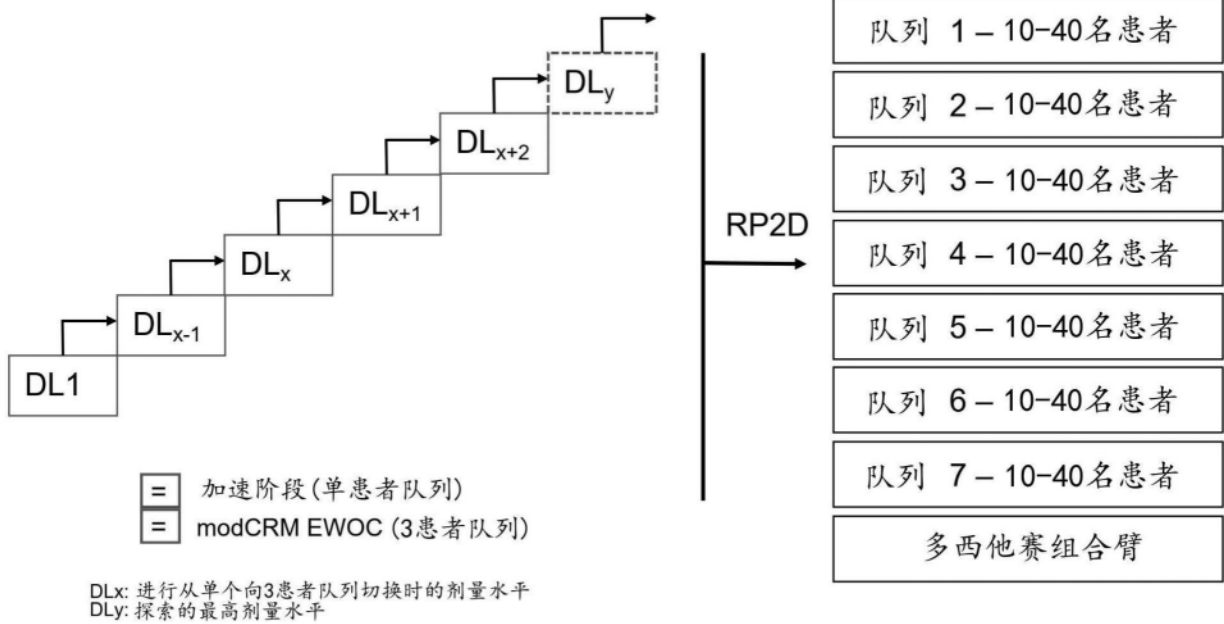 DLy
DLx+2
DLx+1
DLx
DLx-1
DL1
RP2D
队列 1 – 10-40名患者
队列 2 – 10-40名患者
队列 3 – 10-40名患者
队列 4 – 10-40名患者
队列 5 – 10-40名患者
队列 6 – 10-40名患者
队列 7 – 10-40名患者
多西他赛组合臂
= 加速阶段(单患者队列)
= modCRM EWOC (3患者队列)
DLx: 进行从单个向3患者队列切换时的剂量水平
DLy: 探索的最高剂量水平